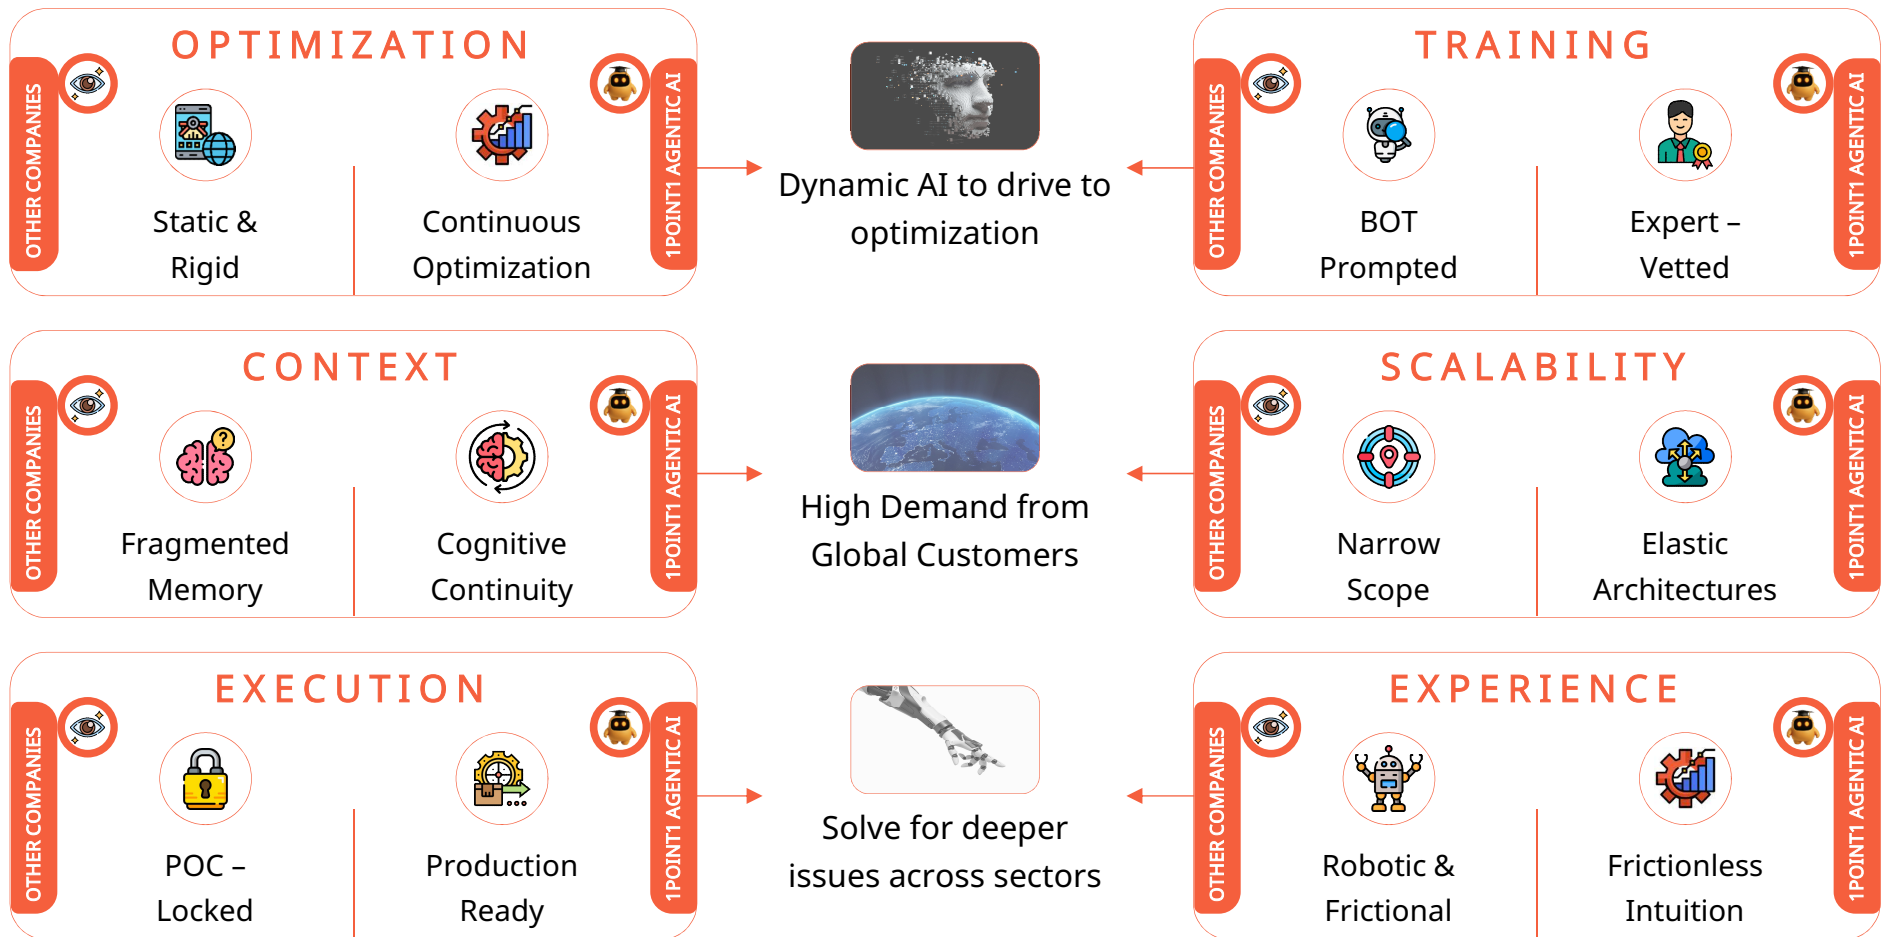 OPTIMIZATION
OTHER COMPANIES
Static &
Rigid
Continuous
Optimization
1POINT1 AGENTIC AI
Dynamic AI to drive to
optimization
TRAINING
OTHER COMPANIES
BOT
Prompted
Expert –
Vetted
1POINT1 AGENTIC AI
CONTEXT
OTHER COMPANIES
Fragmented
Memory
?
Cognitive
Continuity
1POINT1 AGENTIC AI
High Demand from
Global Customers
SCALABILITY
OTHER COMPANIES
Narrow
Scope
Elastic
Architectures
1POINT1 AGENTIC AI
EXECUTION
OTHER COMPANIES
POC –
Locked
Production
Ready
1POINT1 AGENTIC AI
Solve for deeper
issues across sectors
EXPERIENCE
OTHER COMPANIES
Robotic &
Frictional
Frictionless
Intuition
1POINT1 AGENTIC AI